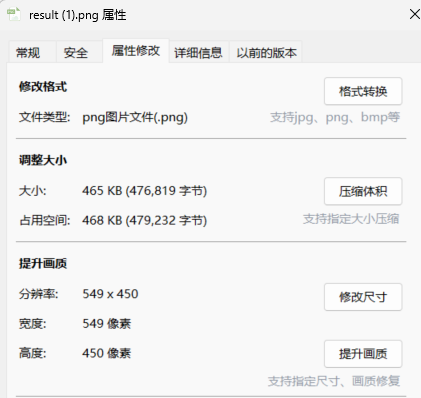 result (1).png 属性
常规 安全 属性修改 详细信息 以前的版本
修改格式
格式转换
文件类型: png图片文件(.png)
支持jpg、png、bmp等
调整大小
大小: 465 KB (476,819 字节)
压缩体积
占用空间: 468 KB (479,232 字节)
支持指定大小压缩
提升画质
分辨率: 549 x 450
修改尺寸
宽度: 549 像素
高度: 450 像素
提升画质
支持指定尺寸、画质修复